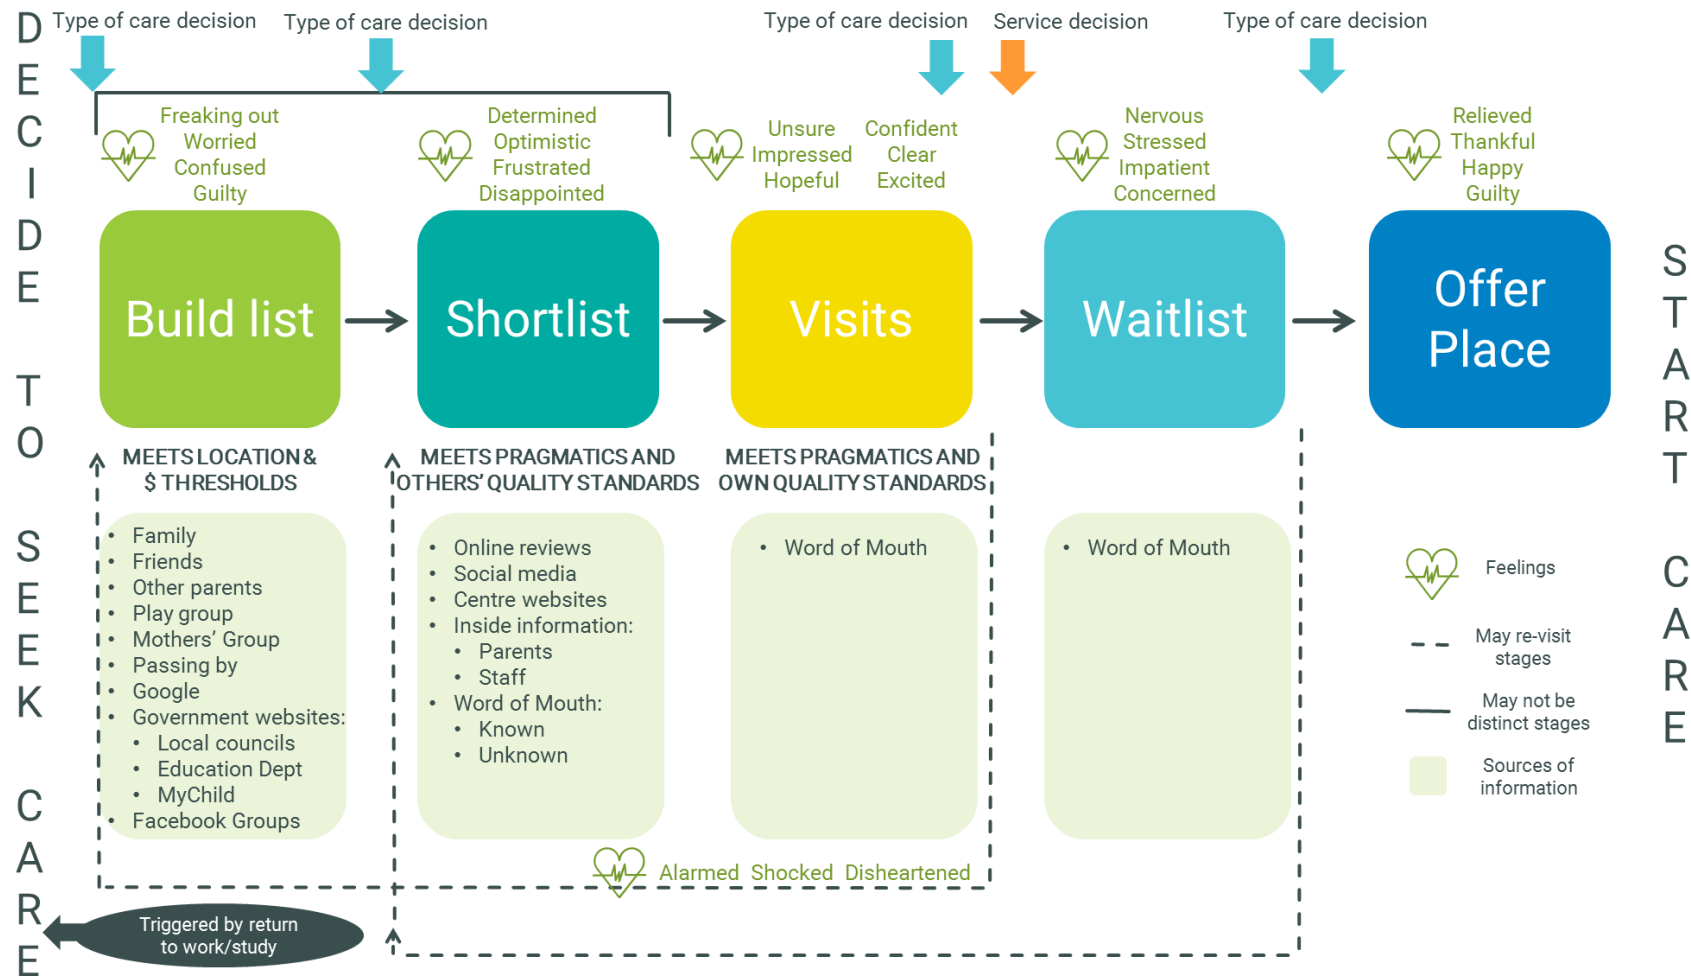 DECIDE TO SEEK CARE
Type of care decision
Type of care decision
Type of care decision
Service decision
Type of care decision
Freaking out
Worried
Confused
Guilty
Determined
Optimistic
Frustrated
Disappointed
Unsure
Impressed
Hopeful
Confident
Clear
Excited
Nervous
Stressed
Impatient
Concerned
Relieved
Thankful
Happy
Guilty
Build list
Shortlist
Visits
Waitlist
Offer
Place
MEETS LOCATION &
$ THRESHOLDS
MEETS PRAGMATICS AND
OTHERS' QUALITY STANDARDS
MEETS PRAGMATICS AND
OWN QUALITY STANDARDS
• Family
• Friends
• Other parents
• Play group
• Mothers' Group
• Passing by
• Google
• Government websites:
• Local councils
• Education Dept
• MyChild
• Facebook Groups
• Online reviews
• Social media
• Centre websites
• Inside information:
• Parents
• Staff
• Word of Mouth:
• Known
• Unknown
• Word of Mouth
• Word of Mouth
Feelings
May re-visit
stages
May not be
distinct stages
Sources of
information
Alarmed Shocked Disheartened
Triggered by return
to work/study
START CARE